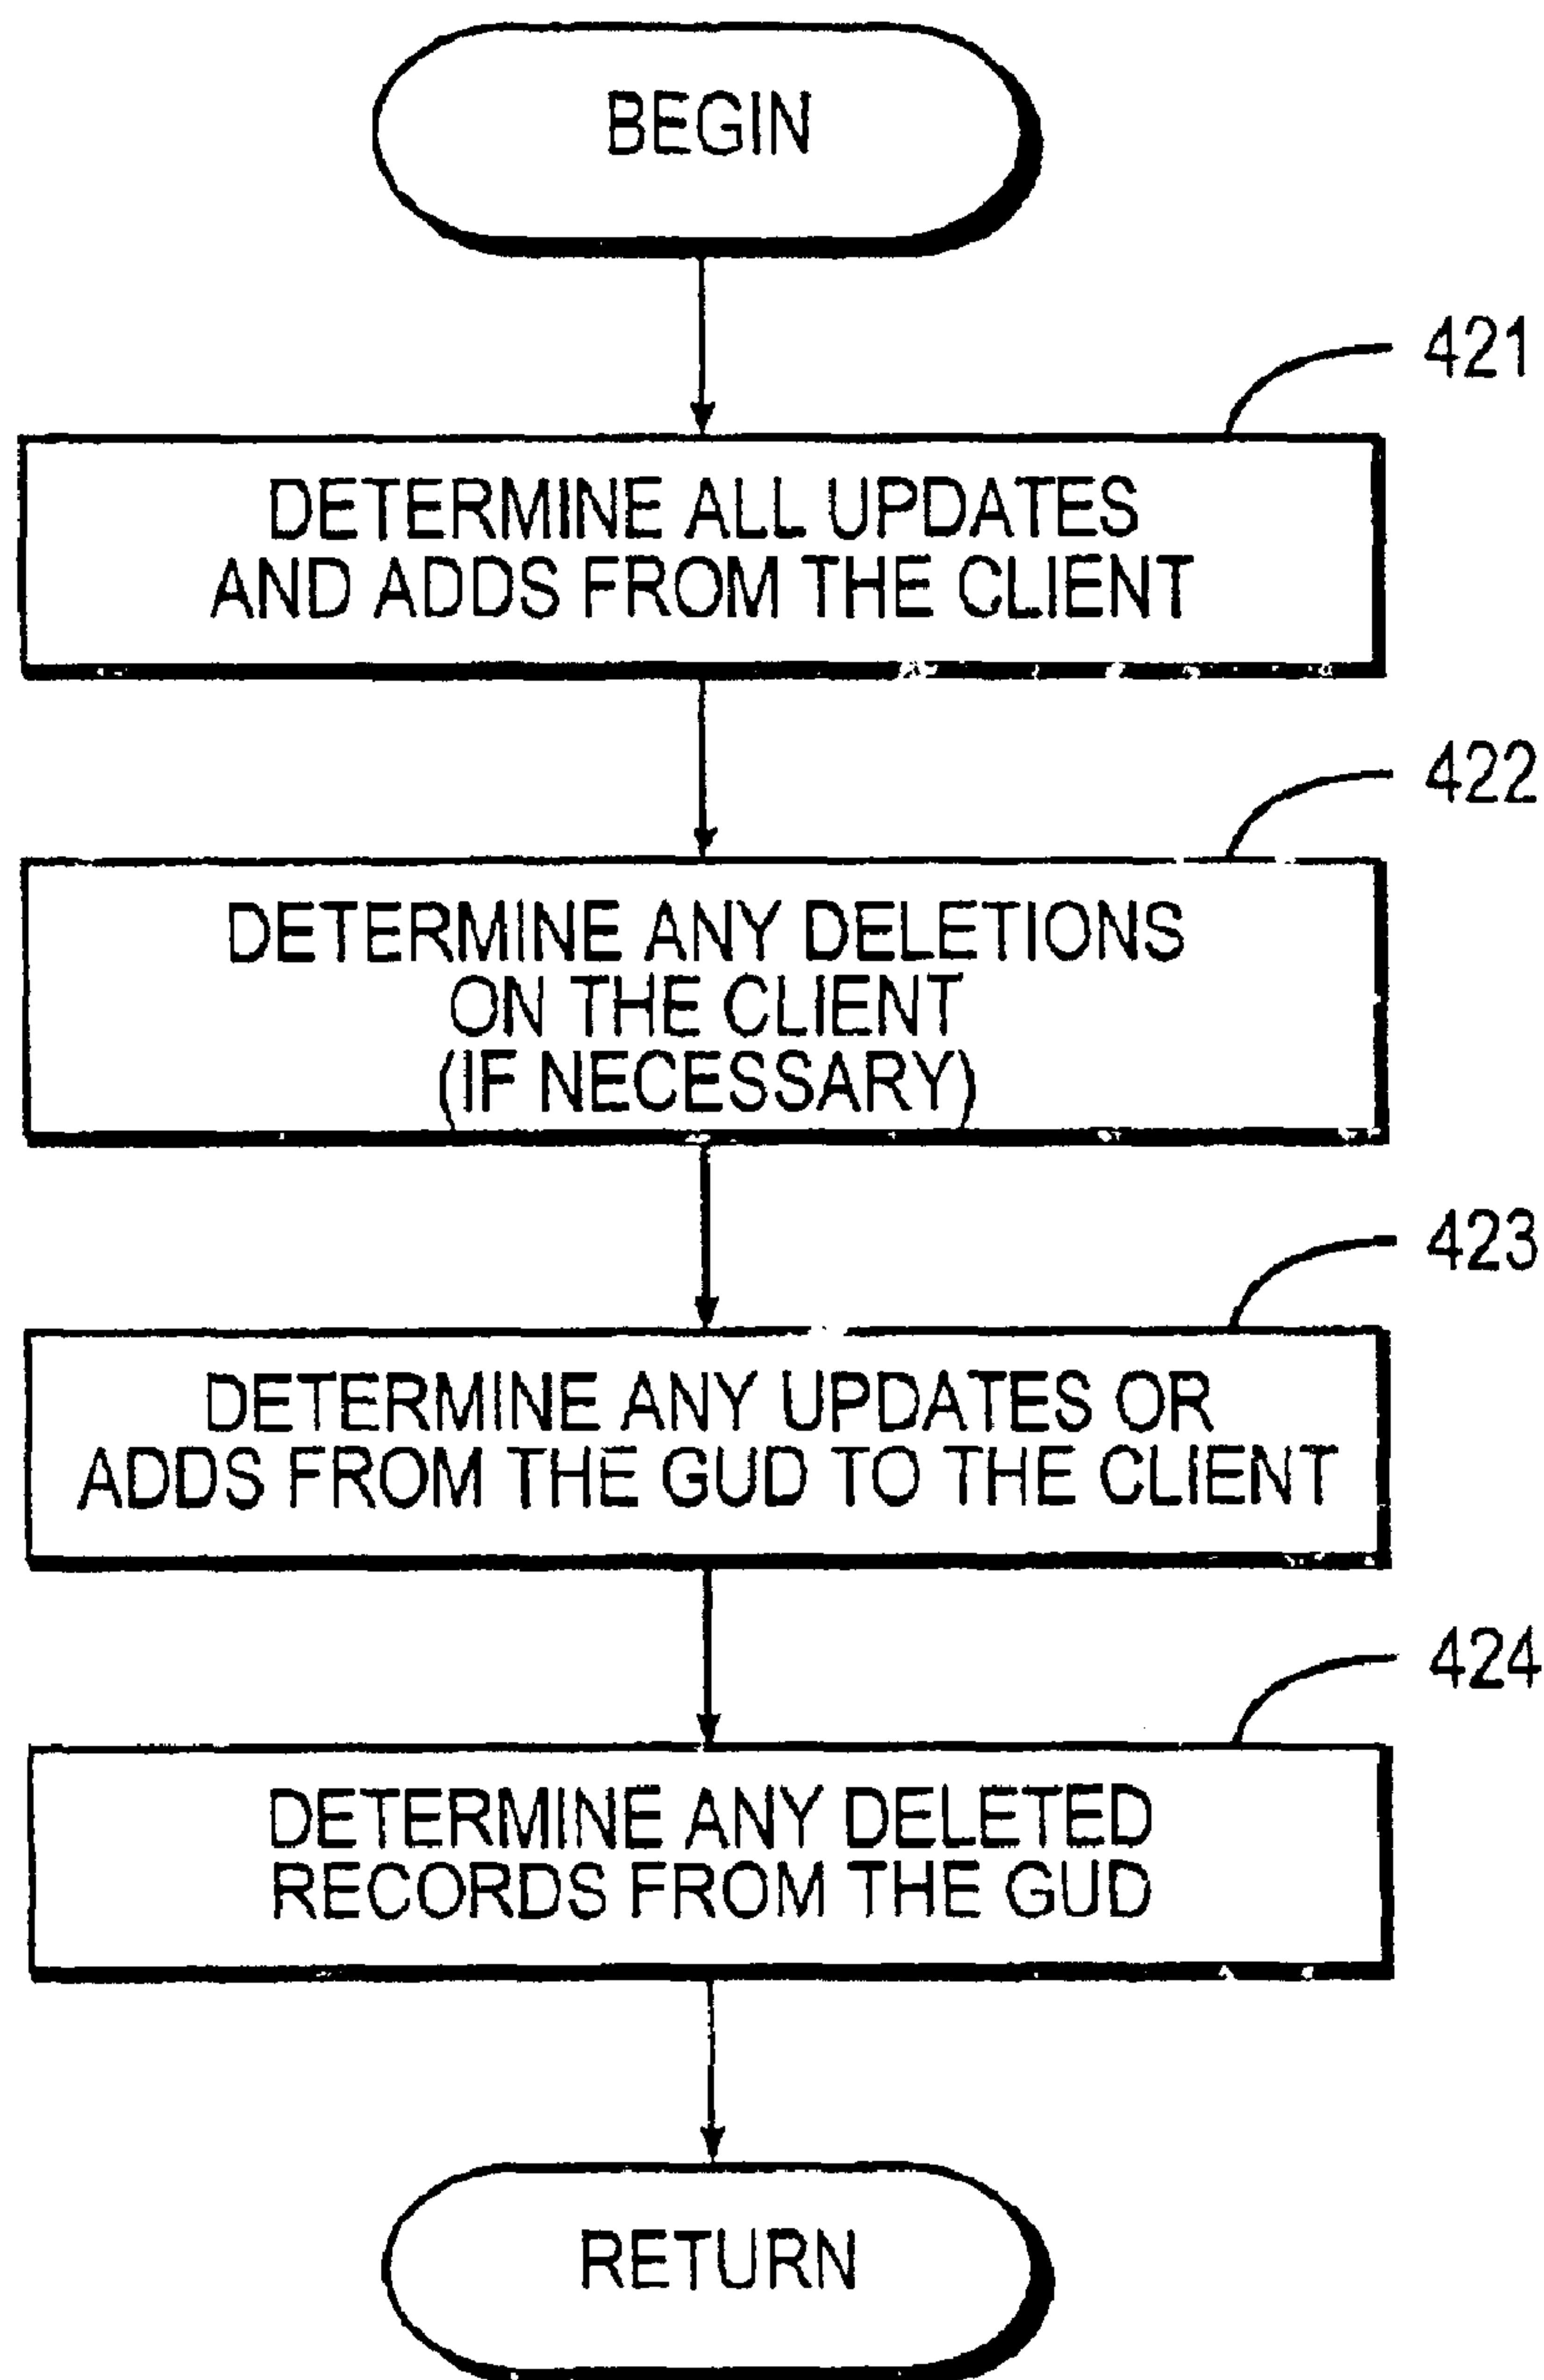 BEGIN
421
DETERMINE ALL UPDATES
AND ADDS FROM THE CLIENT
422
DETERMINE ANY DELETIONS
ON THE CLIENT
(IF NECESSARY)
423
DETERMINE ANY UPDATES OR
ADDS FROM THE GUD TO THE CLIENT
424
DETERMINE ANY DELETED
RECORDS FROM THE GUD
RETURN